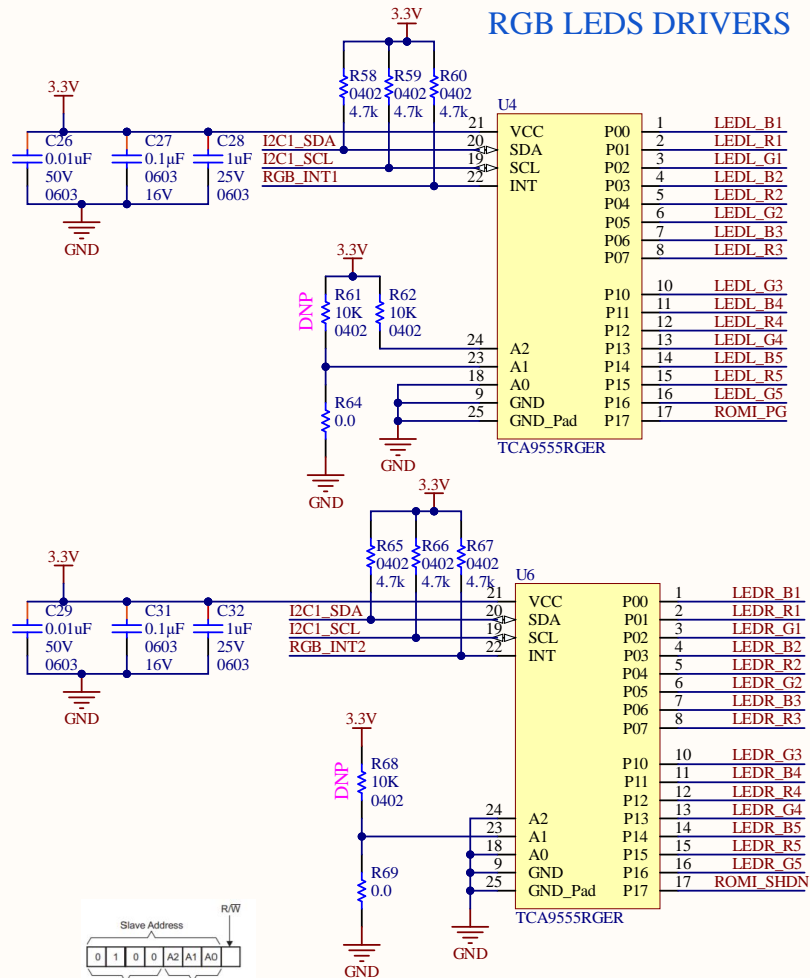 RGB LEDS DRIVERS
3.3V
R58 R59 R60
0402 0402 0402
4.7k 4.7k 4.7k
3.3V
C26 C27 C28
0.01uF 0.1µF 1uF
50V 0603 25V
0603 16V 0603
GND
I2C1_SDA
I2C1_SCL
RGB_INT1
U4
21 VCC P00 1 LEDL_B1
20 SDA P01 2 LEDL_R1
19 SCL P02 3 LEDL_G1
22 INT P03 4 LEDL_B2
P04 5 LEDL_R2
P05 6 LEDL_G2
P06 7 LEDL_B3
P07 8 LEDL_R3
P10 10 LEDL_G3
P11 11 LEDL_B4
P12 12 LEDL_R4
24 A2 P13 13 LEDL_G4
23 A1 P14 14 LEDL_B5
18 A0 P15 15 LEDL_R5
9 GND P16 16 LEDL_G5
25 GND_Pad P17 17 ROMI_PG
TCA9555RGER
3.3V
DNP
R61 R62
10K 10K
0402 0402
R64
0.0
GND
GND
3.3V
R65 R66 R67
0402 0402 0402
4.7k 4.7k 4.7k
3.3V
C29 C31 C32
0.01uF 0.1µF 1uF
50V 0603 25V
0603 16V 0603
GND
I2C1_SDA
I2C1_SCL
RGB_INT2
U6
21 VCC P00 1 LEDR_B1
20 SDA P01 2 LEDR_R1
19 SCL P02 3 LEDR_G1
22 INT P03 4 LEDR_B2
P04 5 LEDR_R2
P05 6 LEDR_G2
P06 7 LEDR_B3
P07 8 LEDR_R3
P10 10 LEDR_G3
P11 11 LEDR_B4
P12 12 LEDR_R4
24 A2 P13 13 LEDR_G4
23 A1 P14 14 LEDR_B5
18 A0 P15 15 LEDR_R5
9 GND P16 16 LEDR_G5
25 GND_Pad P17 17 ROMI_SHDN
TCA9555RGER
3.3V
DNP
R68
10K
0402
R69
0.0
GND
GND
R/W̅
Slave Address
0 1 0 0 A2 A1 A0